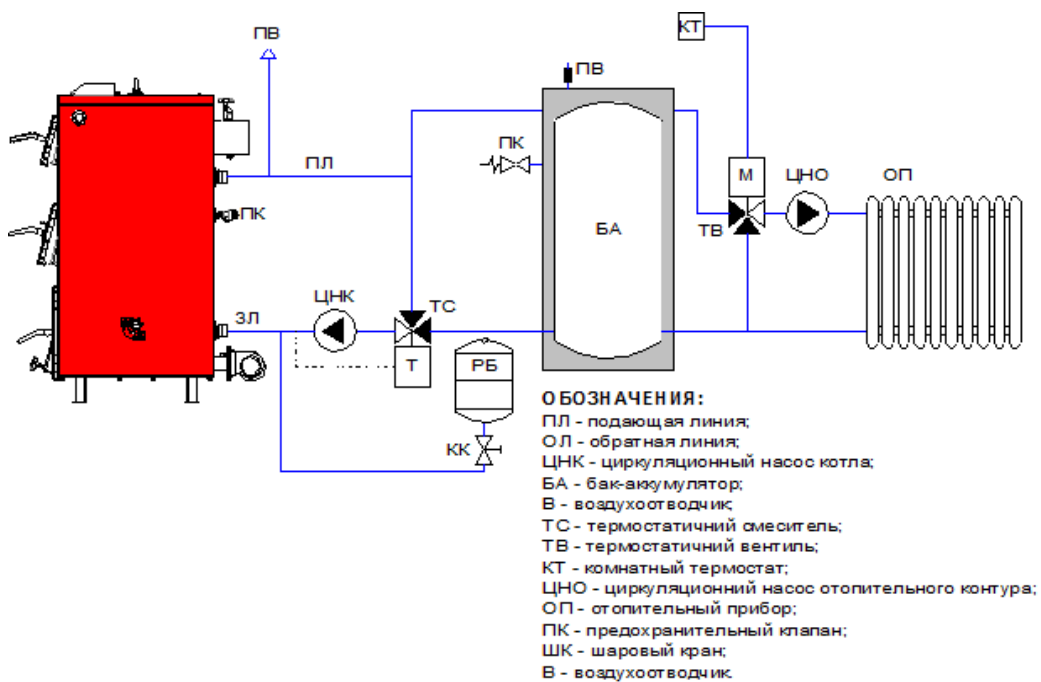 ПВ
КТ
ПВ
ПЛ
ПК
М
ЦНО
ОП
ПК
ТВ
БА
ЦНК
ТС
ЗЛ
Т
РБ
КК
ОБОЗНАЧЕНИЯ:
ПЛ - подающая линия;
ОЛ - обратная линия;
ЦНК - циркуляционный насос котла;
БА - бак-аккумулятор;
В - воздухоотводчик;
ТС - термостатичний смеситель;
ТВ - термостатичний вентиль;
КТ - комнатный термостат;
ЦНО - циркуляционний насос отопительного контура;
ОП - отопительный прибор;
ПК - предохранительный клапан;
ШК - шаровый кран;
В - воздухоотводчик.